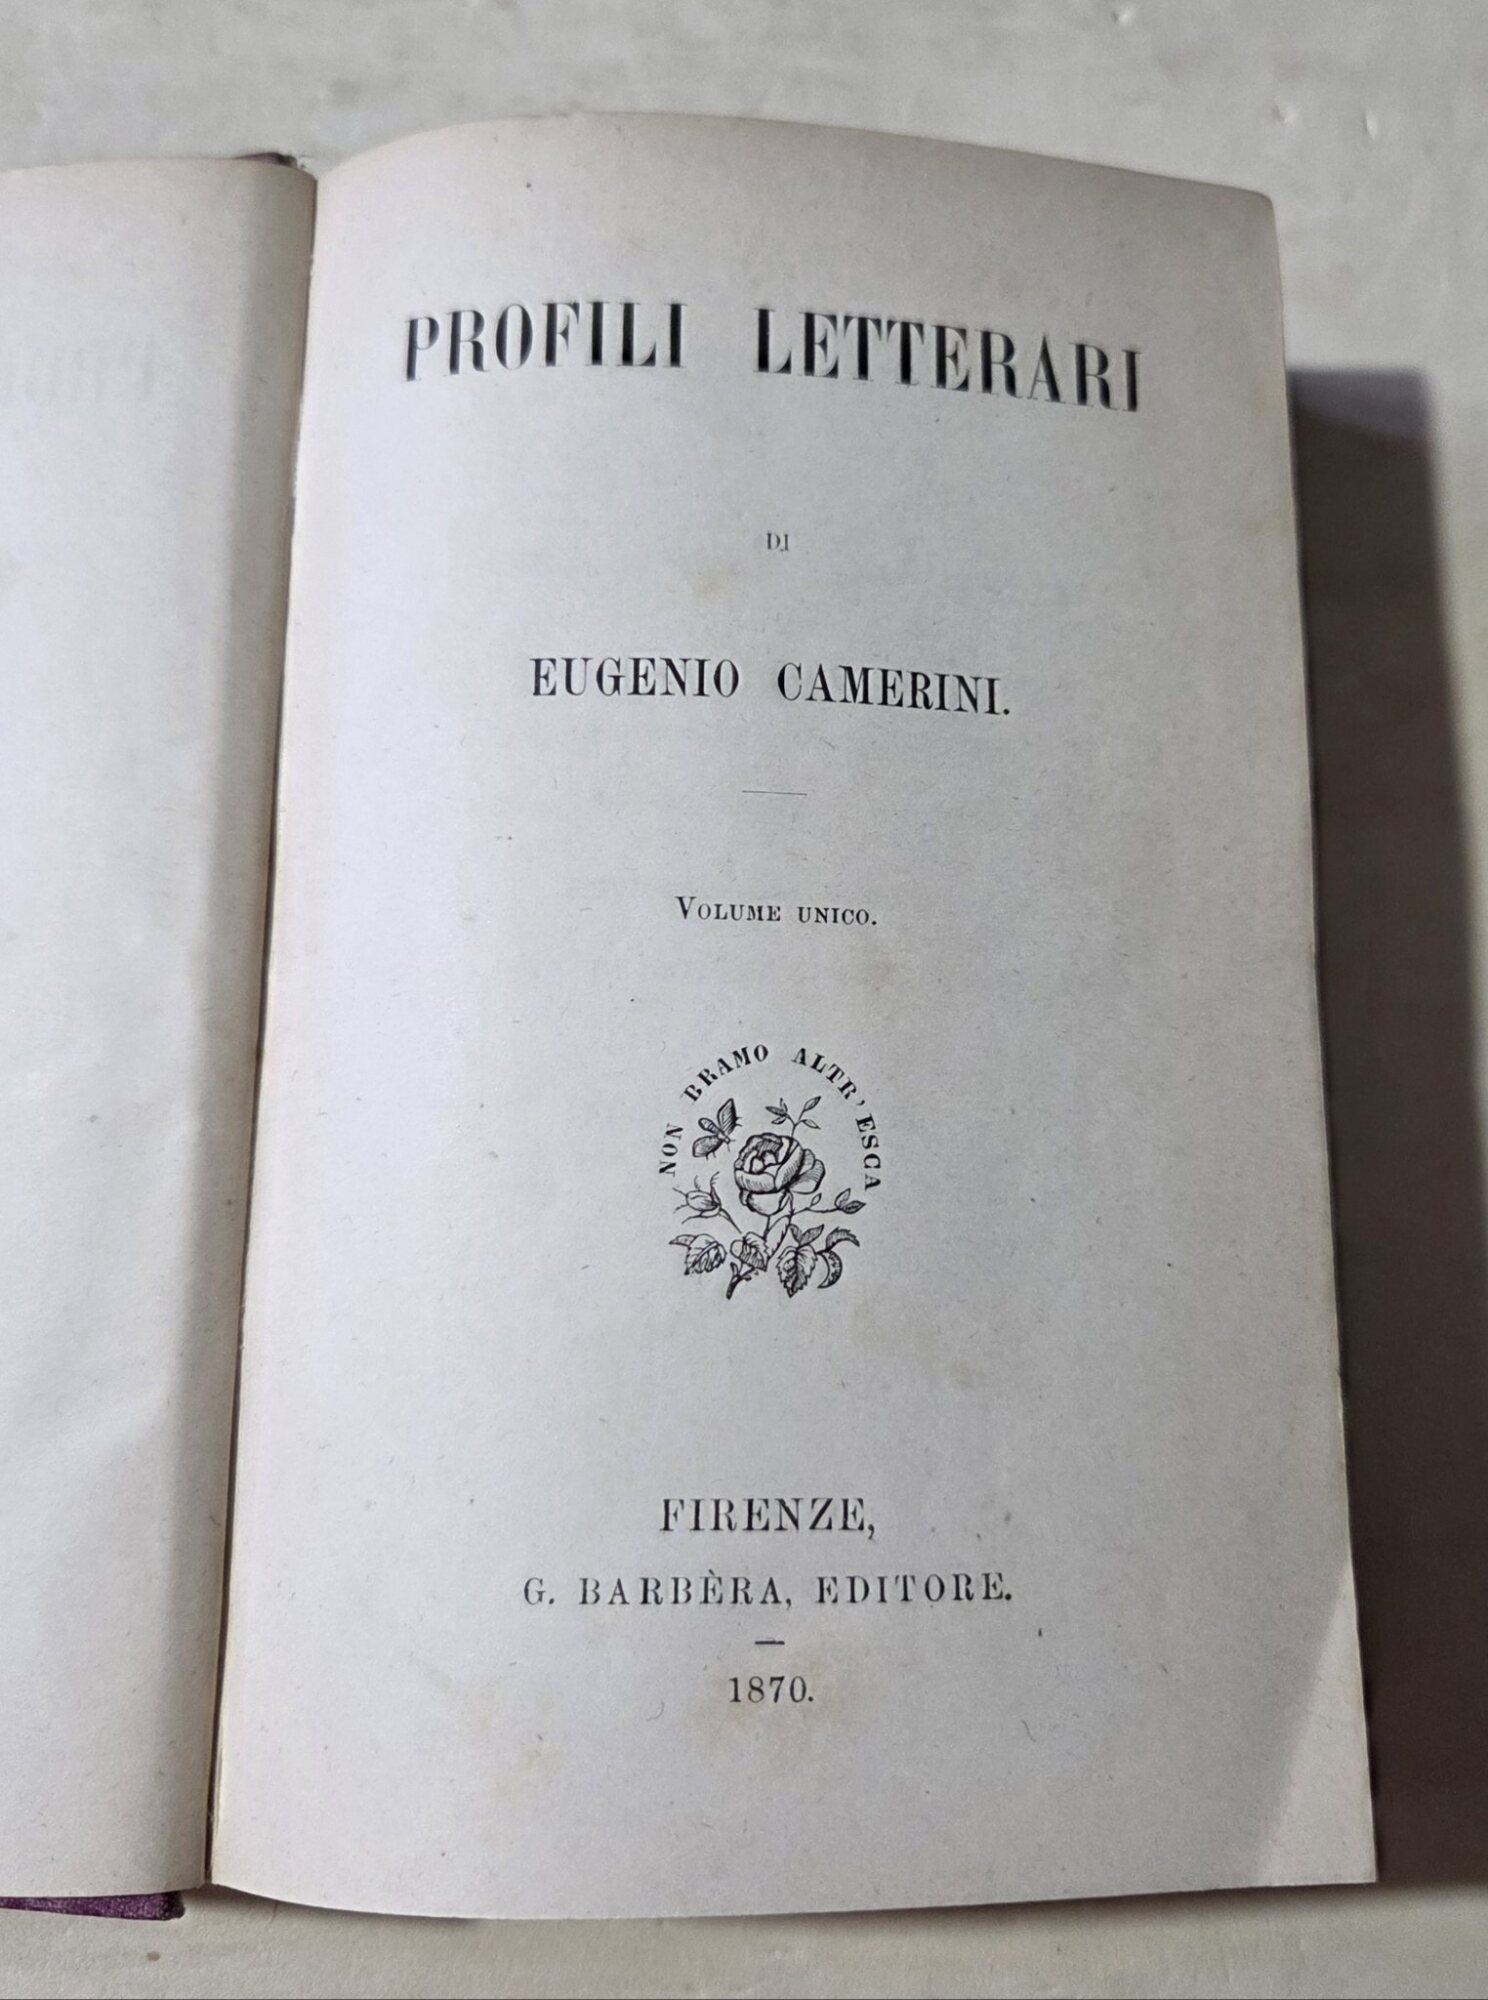 PROFILI LETTERARI
DI
EUGENIO CAMERINI.
VOLUME UNICO.
NON BRAMO ALTR' ESCA
FIRENZE,
G. BARBÈRA, EDITORE.
1870.